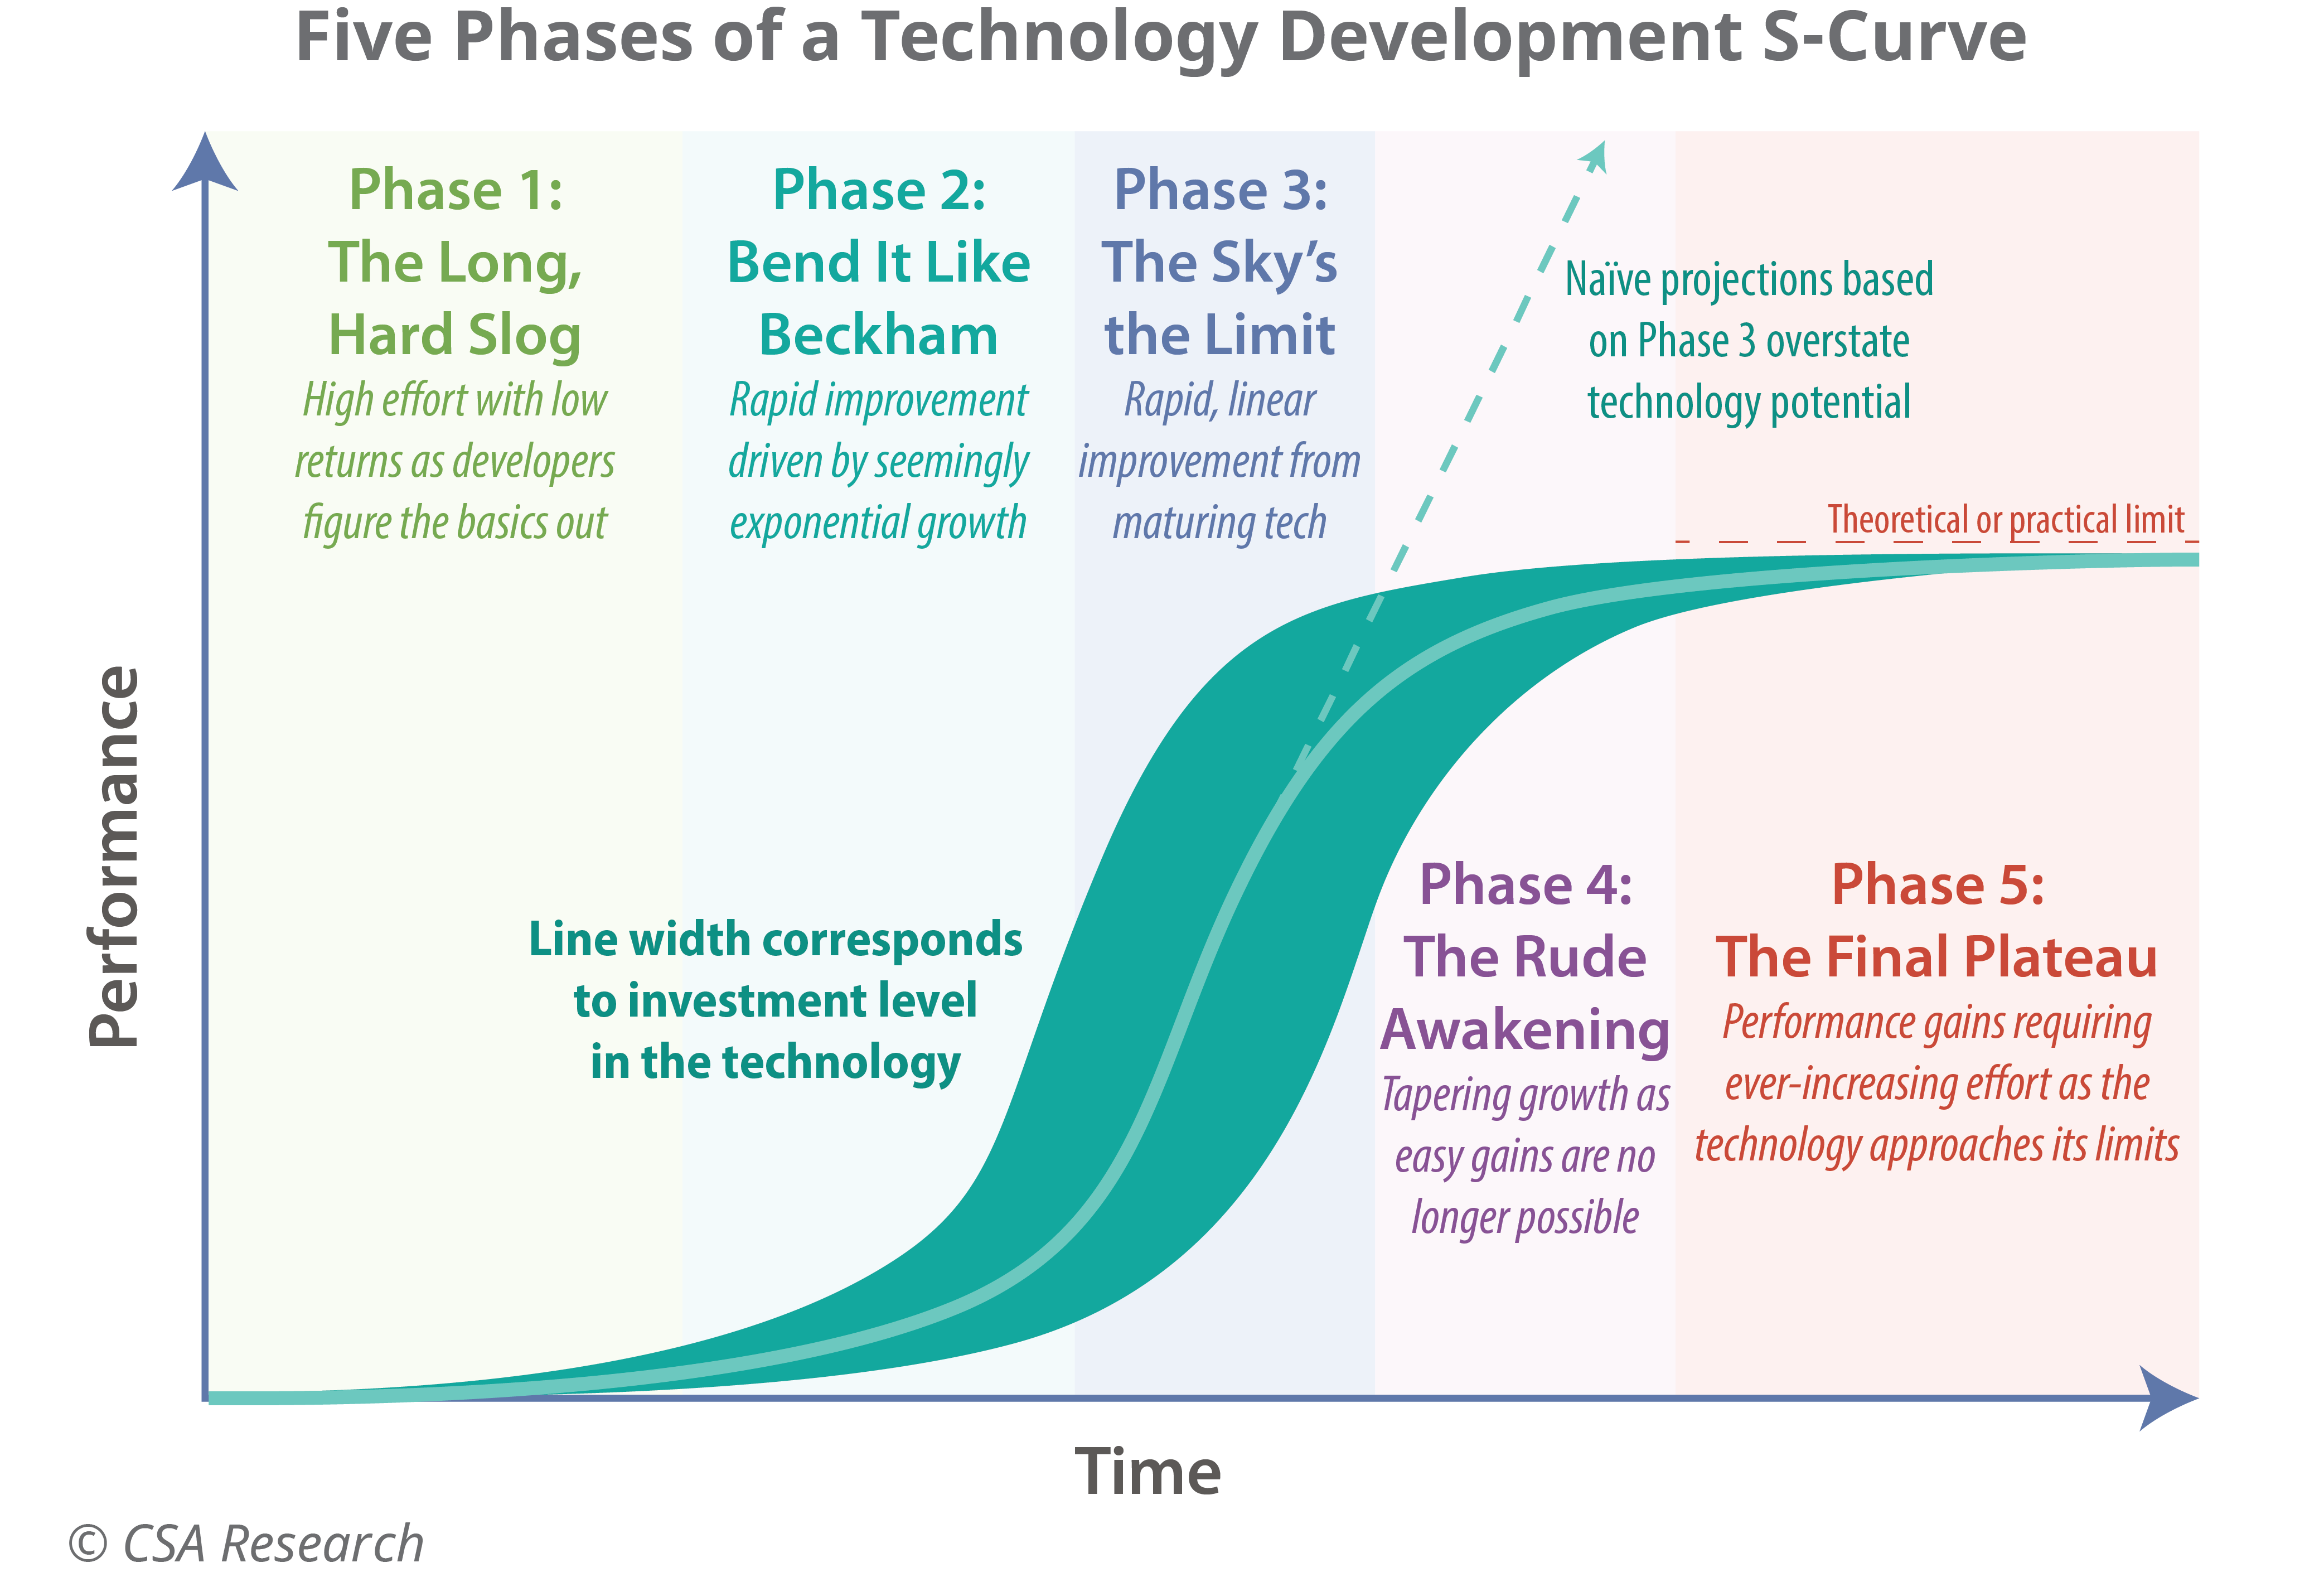 Five Phases of a Technology Development S-Curve
Phase 1:
The Long,
Hard Slog
High effort with low
returns as developers
figure the basics out
Phase 2:
Bend It Like
Beckham
Rapid improvement
driven by seemingly
exponential growth
Phase 3:
The Sky’s
the Limit
Rapid, linear
improvement from
maturing tech
Naïve projections based
on Phase 3 overstate
technology potential
Theoretical or practical limit
Performance
Line width corresponds
to investment level
in the technology
Phase 4:
The Rude
Awakening
Tapering growth as
easy gains are no
longer possible
Phase 5:
The Final Plateau
Performance gains requiring
ever-increasing effort as the
technology approaches its limits
Time
© CSA Research